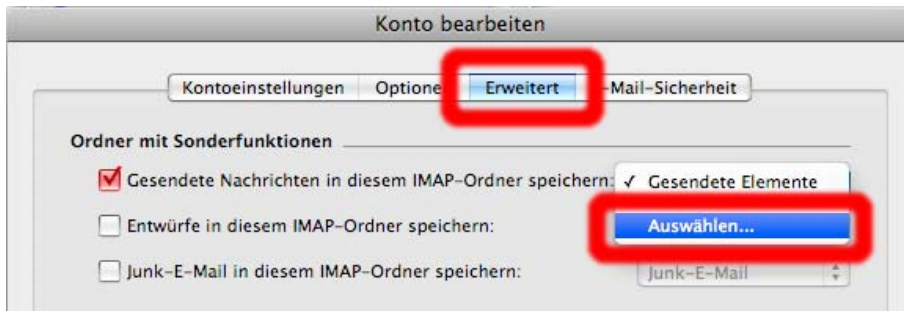 Konto bearbeiten
Kontoeinstellungen Optione Erweitert -Mail-Sicherheit
Ordner mit Sonderfunktionen
Gesendete Nachrichten in diesem IMAP-Ordner speichern: ✓ Gesendete Elemente
Entwürfe in diesem IMAP-Ordner speichern: Auswählen...
Junk-E-Mail in diesem IMAP-Ordner speichern: Junk-E-Mail